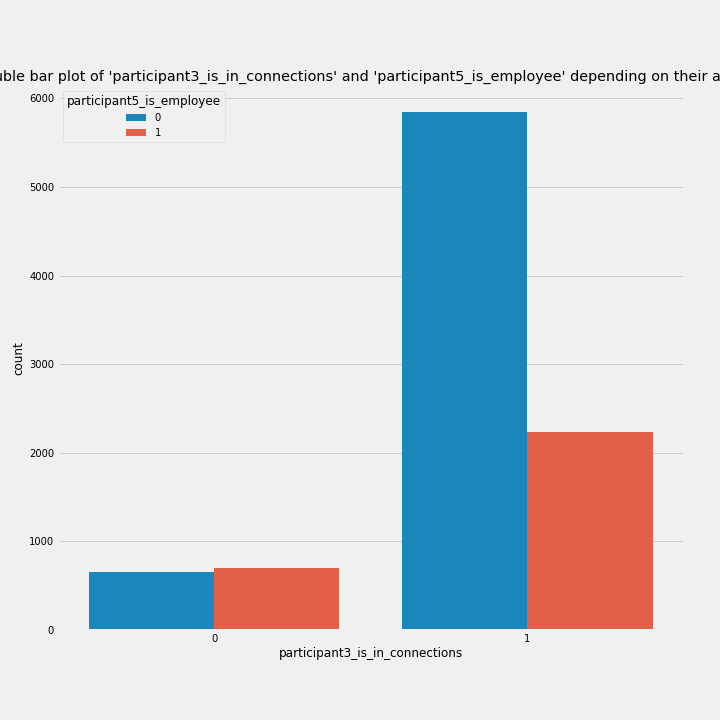 uble bar plot of 'participant3_is_in_connections' and 'participant5_is_employee' depending on their a
6000
participant5_is_employee
0
1
5000
4000
3000
2000
1000
0
count
0 1
participant3_is_in_connections